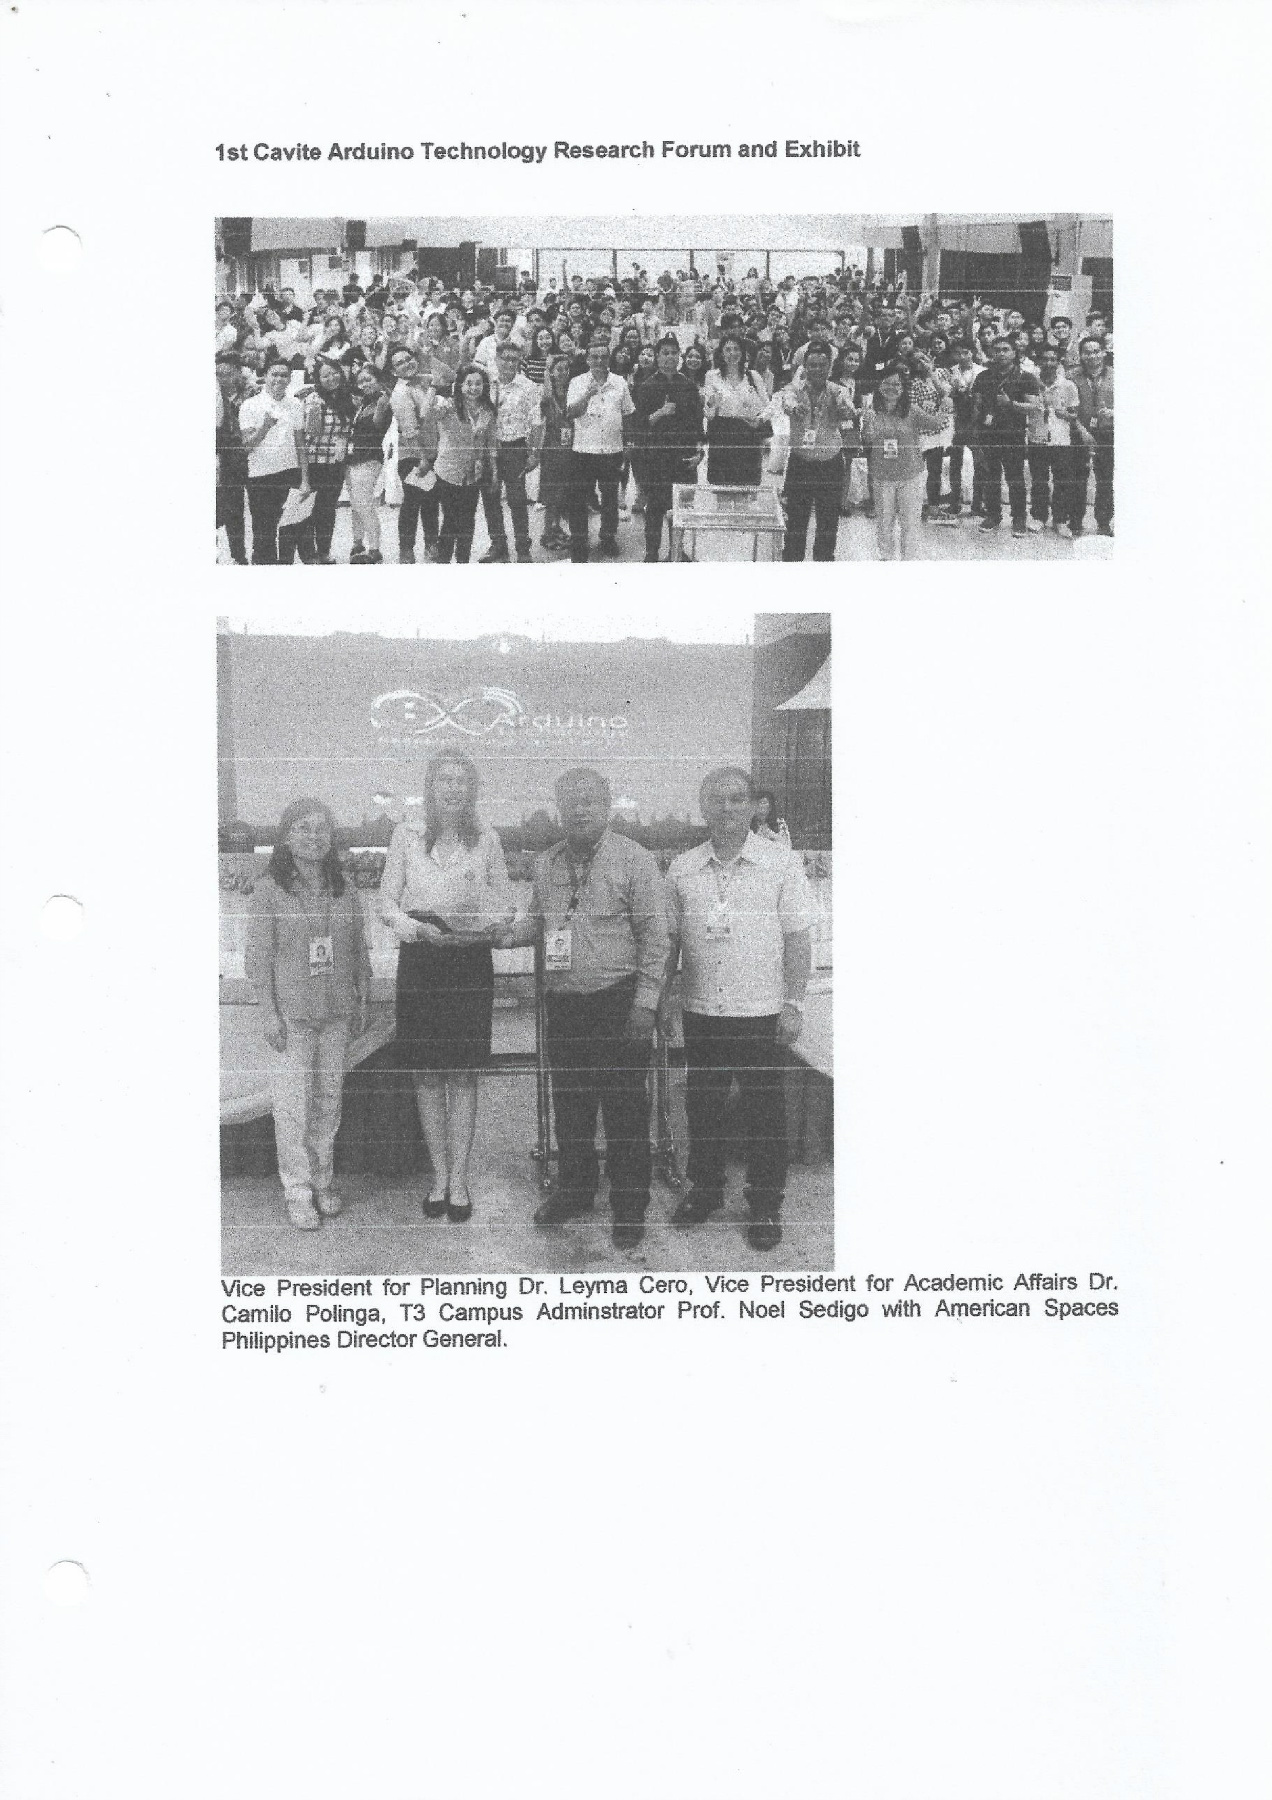 1st Cavite Arduino Technology Research Forum and Exhibit
Arduino
Vice President for Planning Dr. Leyma Cero, Vice President for Academic Affairs Dr.
Camilo Polinga, T3 Campus Adminstrator Prof. Noel Sedigo with American Spaces
Philippines Director General.